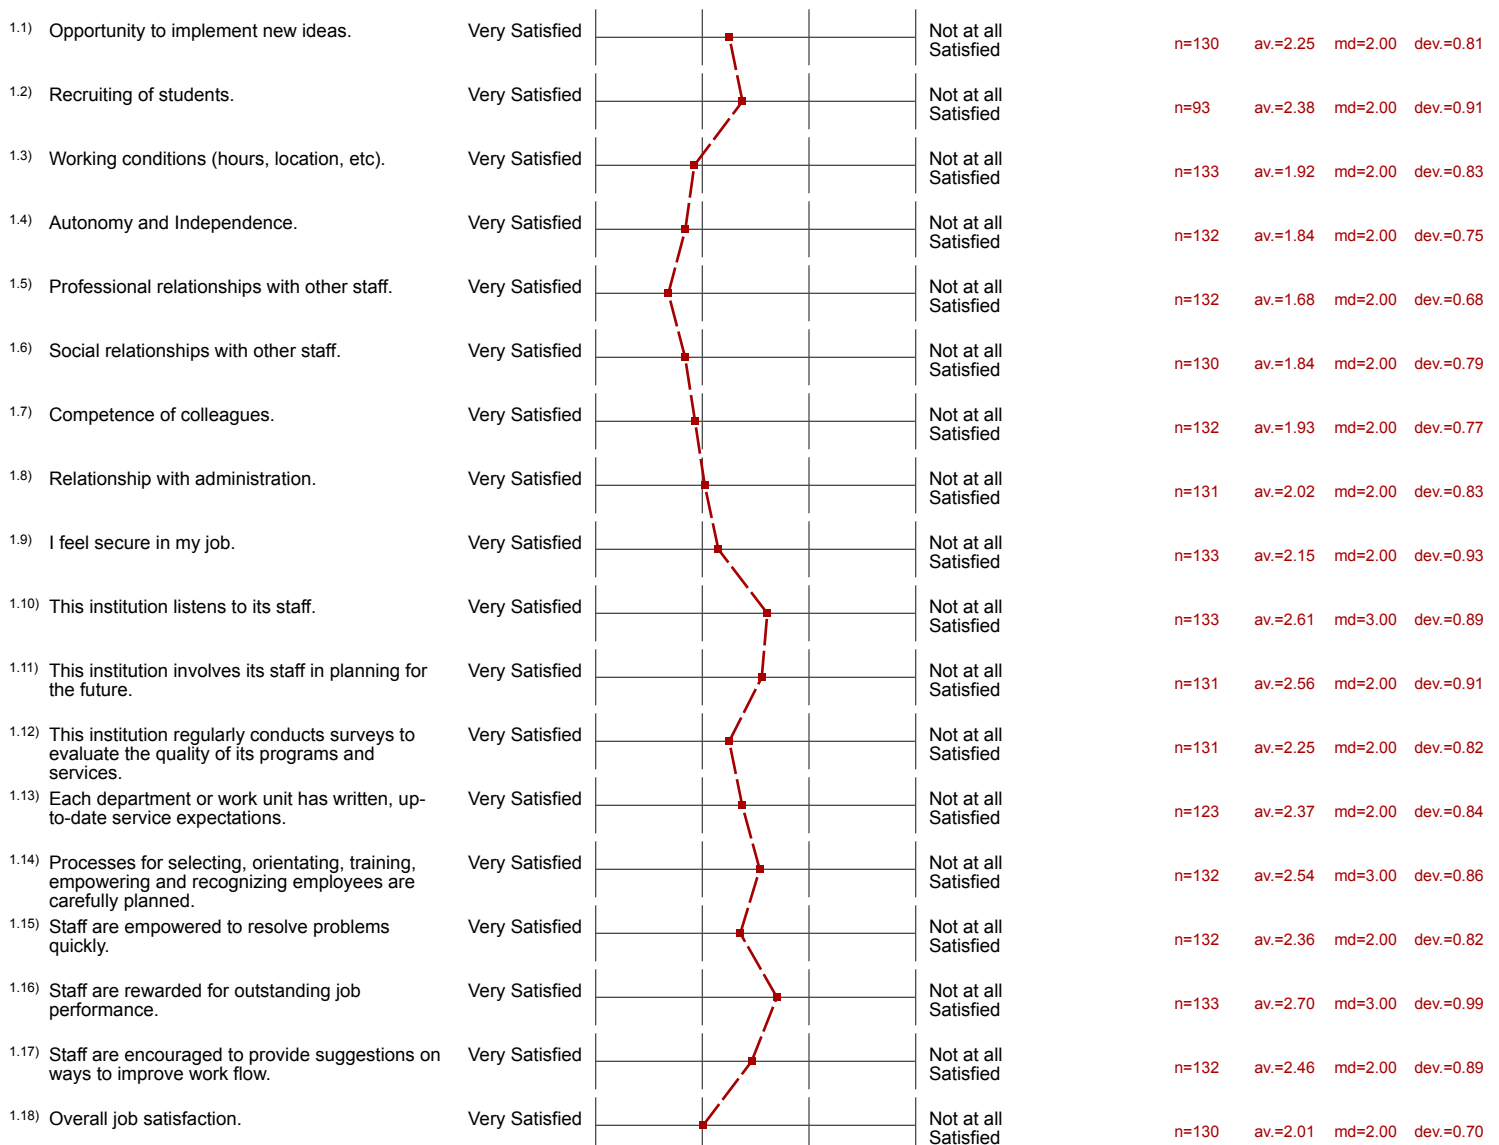 1.1) Opportunity to implement new ideas. Very Satisfied Not at all
Satisfied
n=130 av.=2.25 md=2.00 dev.=0.81
1.2) Recruiting of students. Very Satisfied Not at all
Satisfied
n=93 av.=2.38 md=2.00 dev.=0.91
1.3) Working conditions (hours, location, etc). Very Satisfied Not at all
Satisfied
n=133 av.=1.92 md=2.00 dev.=0.83
1.4) Autonomy and Independence. Very Satisfied Not at all
Satisfied
n=132 av.=1.84 md=2.00 dev.=0.75
1.5) Professional relationships with other staff. Very Satisfied Not at all
Satisfied
n=132 av.=1.68 md=2.00 dev.=0.68
1.6) Social relationships with other staff. Very Satisfied Not at all
Satisfied
n=130 av.=1.84 md=2.00 dev.=0.79
1.7) Competence of colleagues. Very Satisfied Not at all
Satisfied
n=132 av.=1.93 md=2.00 dev.=0.77
1.8) Relationship with administration. Very Satisfied Not at all
Satisfied
n=131 av.=2.02 md=2.00 dev.=0.83
1.9) I feel secure in my job. Very Satisfied Not at all
Satisfied
n=133 av.=2.15 md=2.00 dev.=0.93
1.10) This institution listens to its staff. Very Satisfied Not at all
Satisfied
n=133 av.=2.61 md=3.00 dev.=0.89
1.11) This institution involves its staff in planning for Very Satisfied Not at all
the future. Satisfied
n=131 av.=2.56 md=2.00 dev.=0.91
1.12) This institution regularly conducts surveys to Very Satisfied Not at all
evaluate the quality of its programs and Satisfied
n=131 av.=2.25 md=2.00 dev.=0.82
services.
1.13) Each department or work unit has written, up- Very Satisfied Not at all
to-date service expectations. Satisfied
n=123 av.=2.37 md=2.00 dev.=0.84
1.14) Processes for selecting, orientating, training, Very Satisfied Not at all
empowering and recognizing employees are Satisfied
n=132 av.=2.54 md=3.00 dev.=0.86
carefully planned.
1.15) Staff are empowered to resolve problems Very Satisfied Not at all
quickly. Satisfied
n=132 av.=2.36 md=2.00 dev.=0.82
1.16) Staff are rewarded for outstanding job Very Satisfied Not at all
performance. Satisfied
n=133 av.=2.70 md=3.00 dev.=0.99
1.17) Staff are encouraged to provide suggestions on Very Satisfied Not at all
ways to improve work flow. Satisfied
n=132 av.=2.46 md=2.00 dev.=0.89
1.18) Overall job satisfaction. Very Satisfied Not at all
Satisfied
n=130 av.=2.01 md=2.00 dev.=0.70